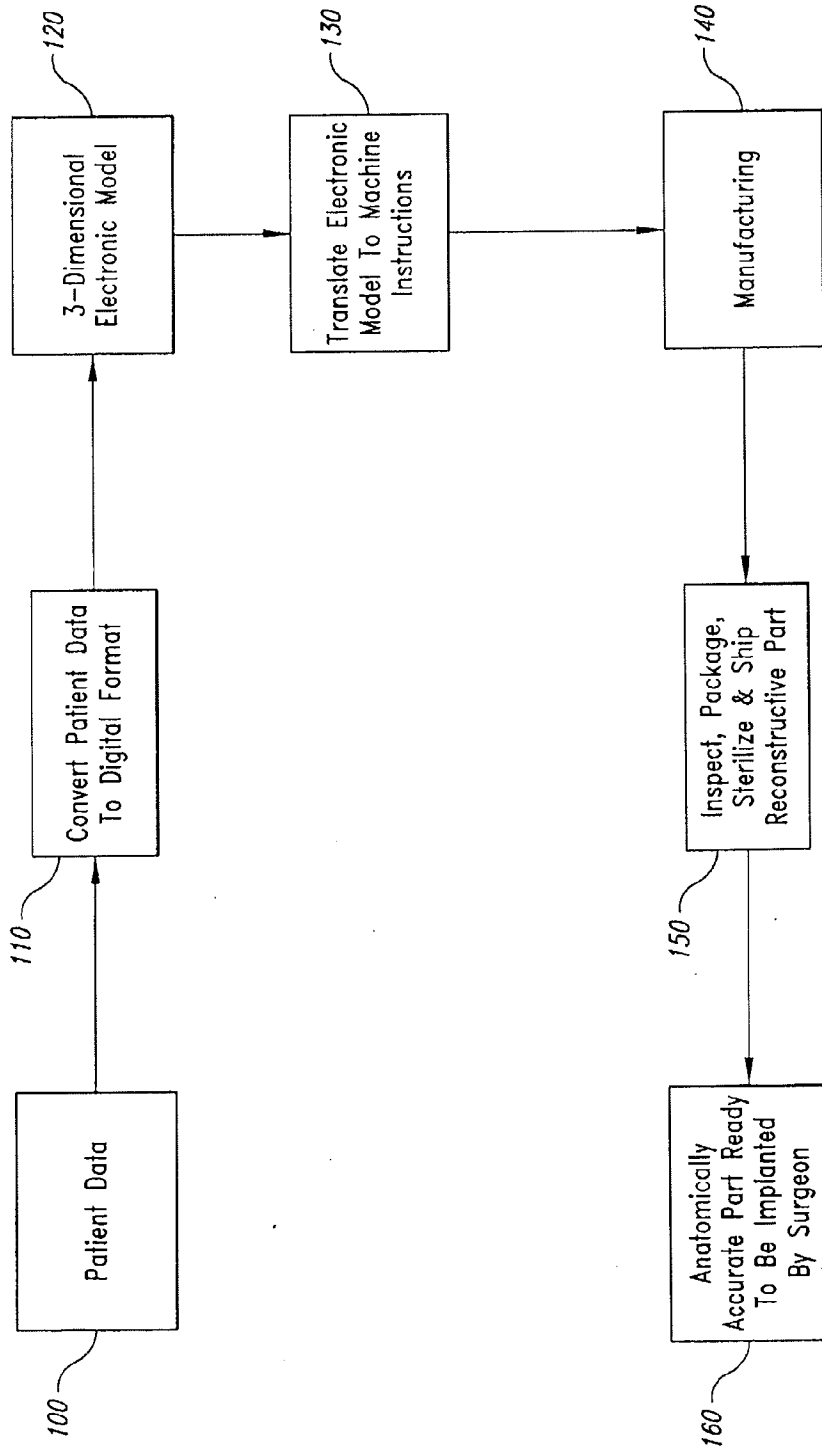 100
Patient Data
110
Convert Patient Data
To Digital Format
120
3-Dimensional
Electronic Model
130
Translate Electronic
Model To Machine
Instructions
140
Manufacturing
150
Inspect, Package,
Sterilize & Ship
Reconstructive Part
160
Anatomically
Accurate Part Ready
To Be Implanted
By Surgeon